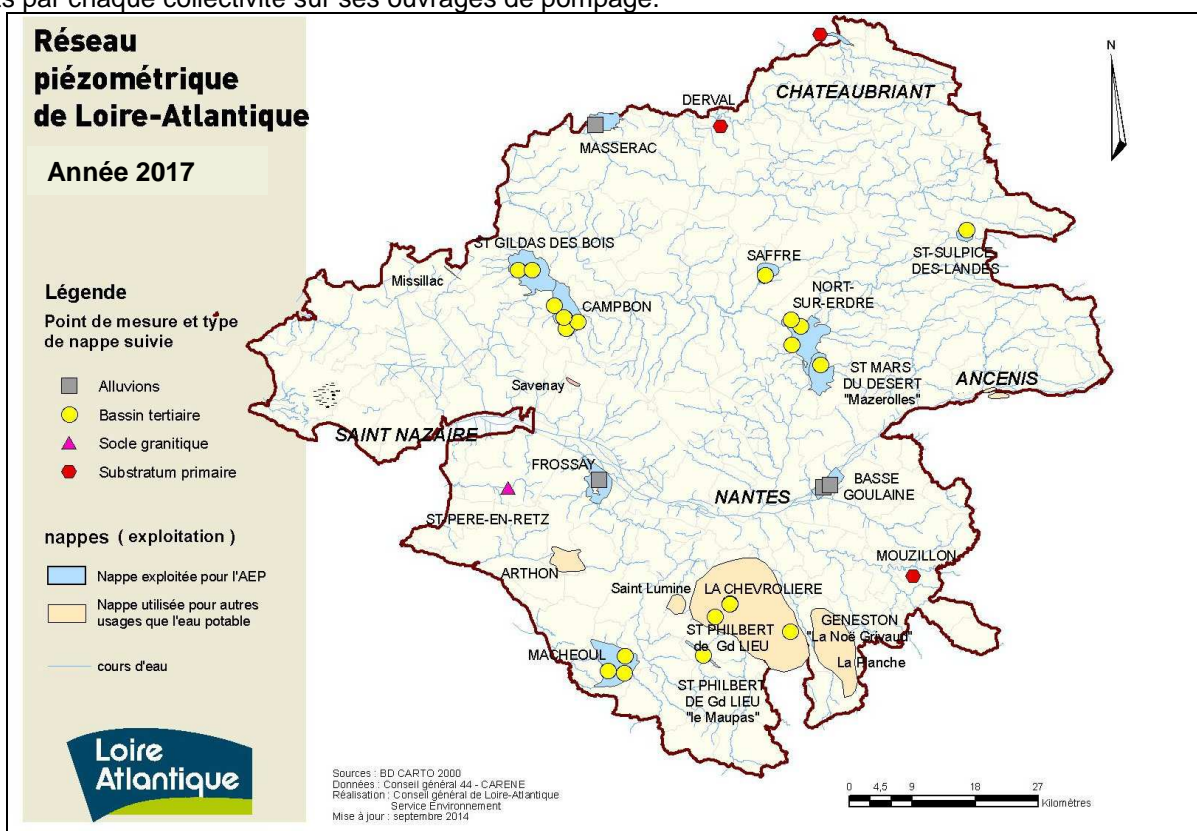 s par chaque collectivité sur ses ouvrages de pompage.
Réseau
piézométrique
de Loire-Atlantique
Année 2017
Légende
Point de mesure et type
de nappe suivie
Alluvions
Bassin tertiaire
Socle granitique
Substratum primaire
nappes ( exploitation )
Nappe exploitée pour l'AEP
Nappe utilisée pour autres
usages que l'eau potable
cours d'eau
Loire
Atlantique
N
CHATEAUBRIANT
DERVAL
MASSERAC
ST GILDAS DES BOIS
Missillac
CAMPBON
SAFFRE
ST-SULPICE
DES-LANDES
NORT-
SUR-ERDRE
ST MARS
DU DESERT
"Mazerolles"
ANCENIS
Savenay
SAINT NAZAIRE
FROSSAY
NANTES
BASSE
GOULAINE
ST-PERE-EN-RETZ
MOUZILLON
ARTHON
Saint Lumine
LA CHEVROLIERE
ST PHILBERT
de Gd LIEU
GENESTON
"La Noë Grivaud"
La Planche
MACHEOUL
ST PHILBERT
DE Gd LIEU
"le Maupas"
Sources : BD CARTO 2000
Données : Conseil général 44 - CARENE
Réalisation : Conseil général de Loire-Atlantique
Service Environnement
Mise à jour : septembre 2014
0 4,5 9 18 27
Kilomètres